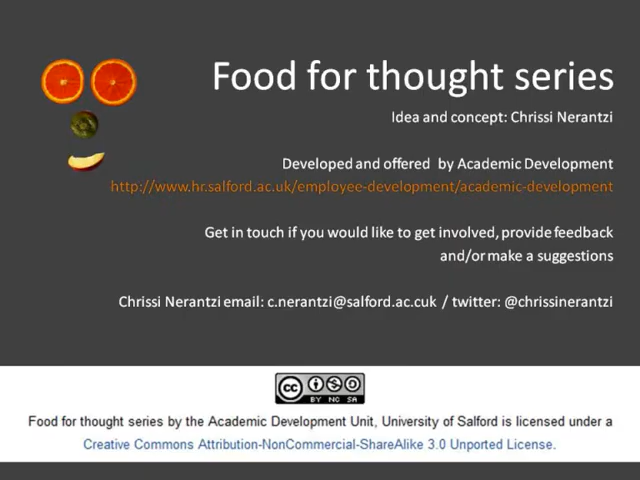 Food for thought series
Idea and concept: Chrissi Nerantzi
Developed and offered by Academic Development
http://www.hr.salford.ac.uk/employee-development/academic-development
Get in touch if you would like to get involved, provide feedback
and/or make a suggestions
Chrissi Nerantzi email: c.nerantzi@salford.ac.cuk / twitter: @chrissinerantzi
cc
BY NC SA
Food for thought series by the Academic Development Unit, University of Salford is licensed under a
Creative Commons Attribution-NonCommercial-ShareAlike 3.0 Unported License.